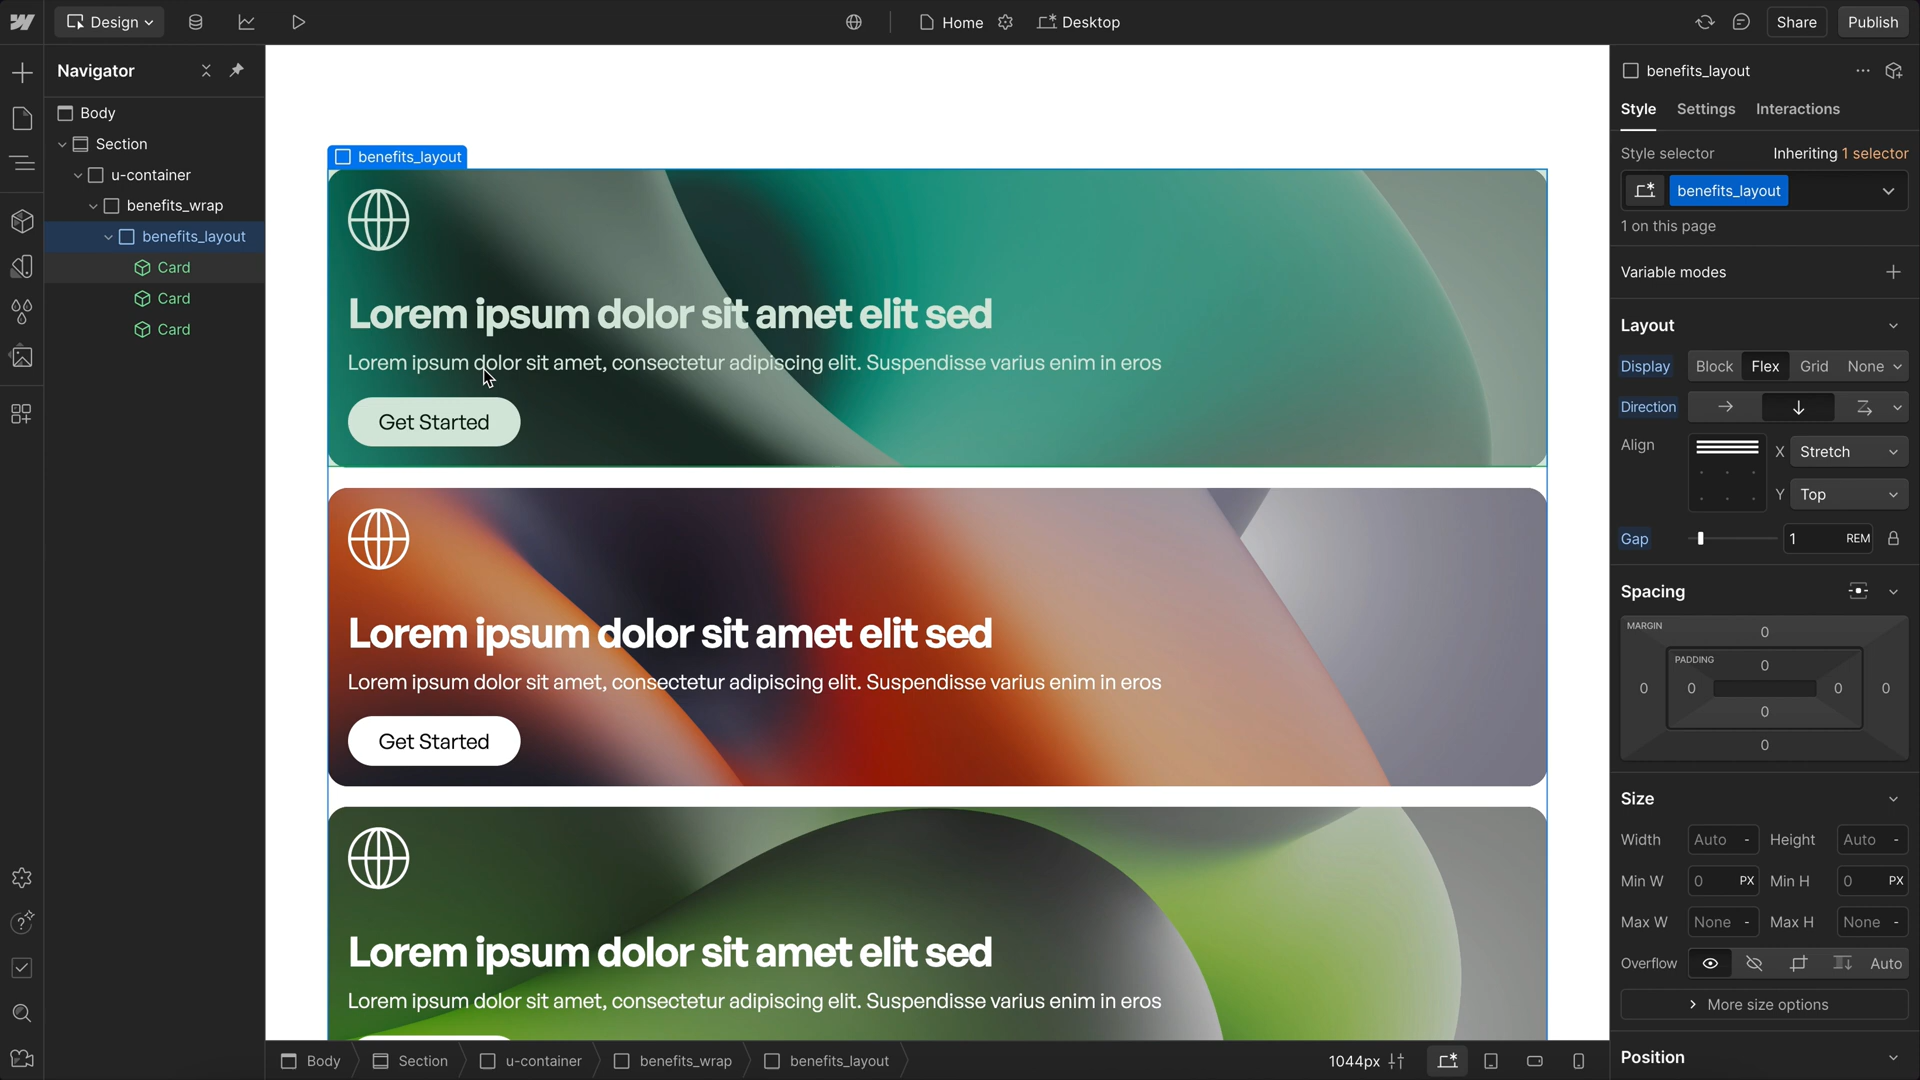 Design
Home
Desktop
Share
Publish
Navigator
Body
Section
u-container
benefits_wrap
benefits_layout
Card
Card
Card
benefits_layout
Lorem ipsum dolor sit amet elit sed
Lorem ipsum dolor sit amet, consectetur adipiscing elit. Suspendisse varius enim in eros
Get Started
Lorem ipsum dolor sit amet elit sed
Lorem ipsum dolor sit amet, consectetur adipiscing elit. Suspendisse varius enim in eros
Get Started
Lorem ipsum dolor sit amet elit sed
Lorem ipsum dolor sit amet, consectetur adipiscing elit. Suspendisse varius enim in eros
Body
Section
u-container
benefits_wrap
benefits_layout
1044px
benefits_layout
Style Settings Interactions
Style selector Inheriting 1 selector
benefits_layout
1 on this page
Variable modes
Layout
Display Block Flex Grid None
Direction
Align X Stretch
Y Top
Gap 1 REM
Spacing
MARGIN 0
PADDING 0
0 0 0 0
0
0
Size
Width Auto - Height Auto -
Min W 0 PX Min H 0 PX
Max W None - Max H None -
Overflow Auto
More size options
Position